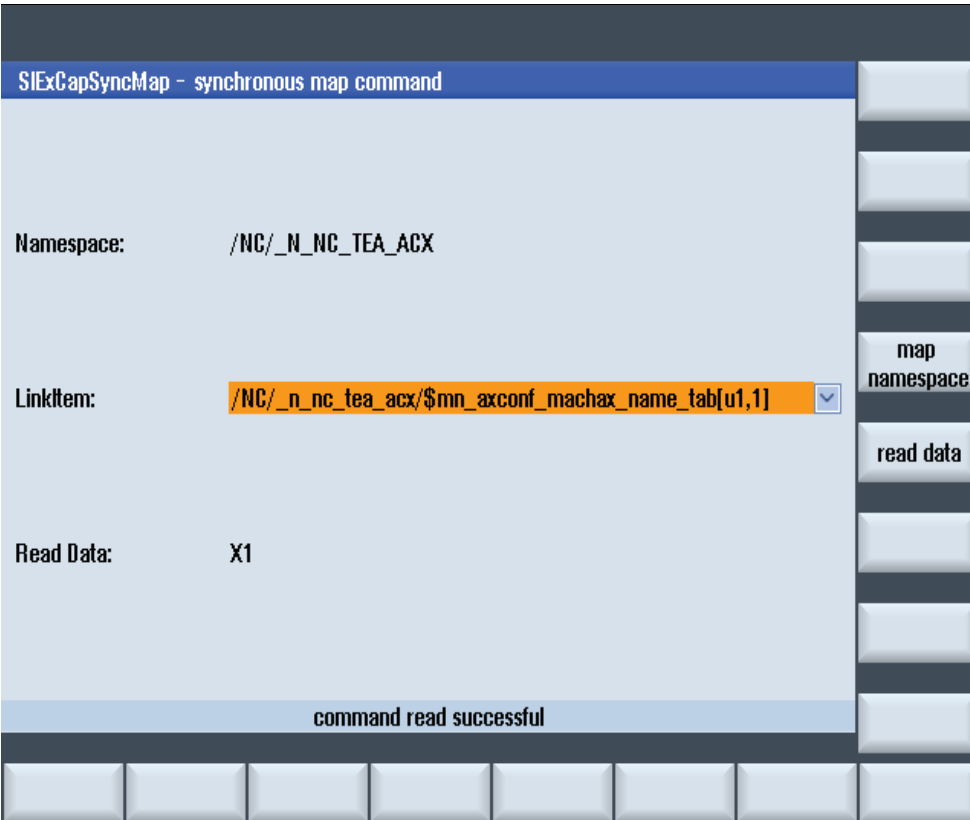 SlExCapSyncMap - synchronous map command
Namespace: /NC/_N_NC_TEA_ACX
LinkItem: /NC/_n_nc_tea_acx/$mn_axconf_machax_name_tab[u1,1]
Read Data: X1
command read successful
map
namespace
read data